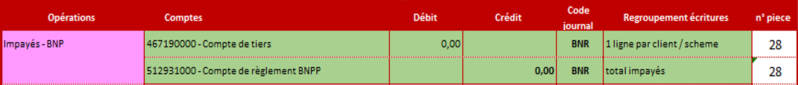 Opérations Comptes Débit Crédit Code journal Regroupement écritures n° piece
Impayés - BNP 467190000 - Compte de tiers 0,00 BNR 1 ligne par client / scheme 28
512931000 - Compte de règlement BNPP 0,00 BNR total impayés 28